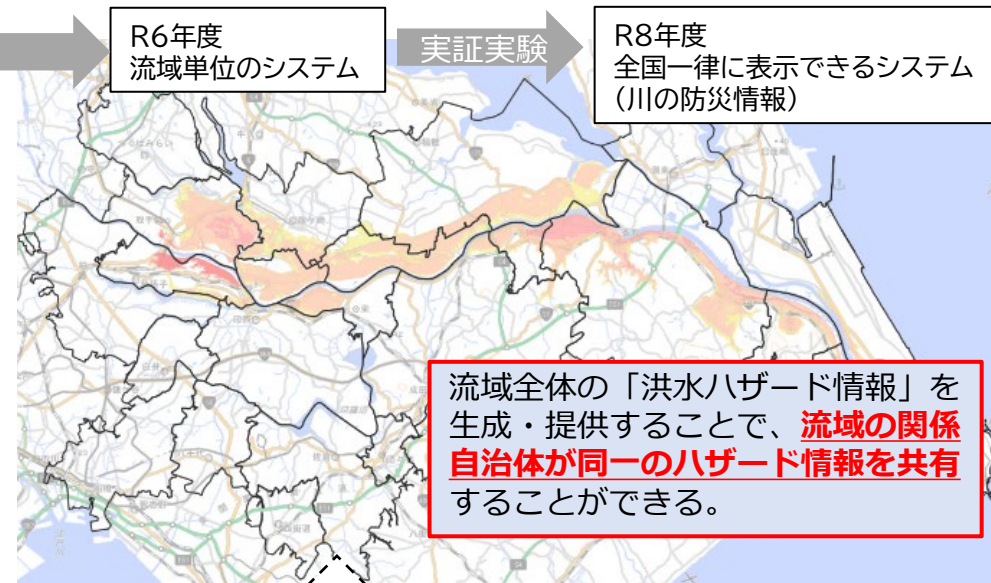 R6年度
流域単位のシステム
実証実験
R8年度
全国一律に表示できるシステム
(川の防災情報)
流域全体の「洪水ハザード情報」を
生成・提供することで、流域の関係
自治体が同一のハザード情報を共有
することができる。